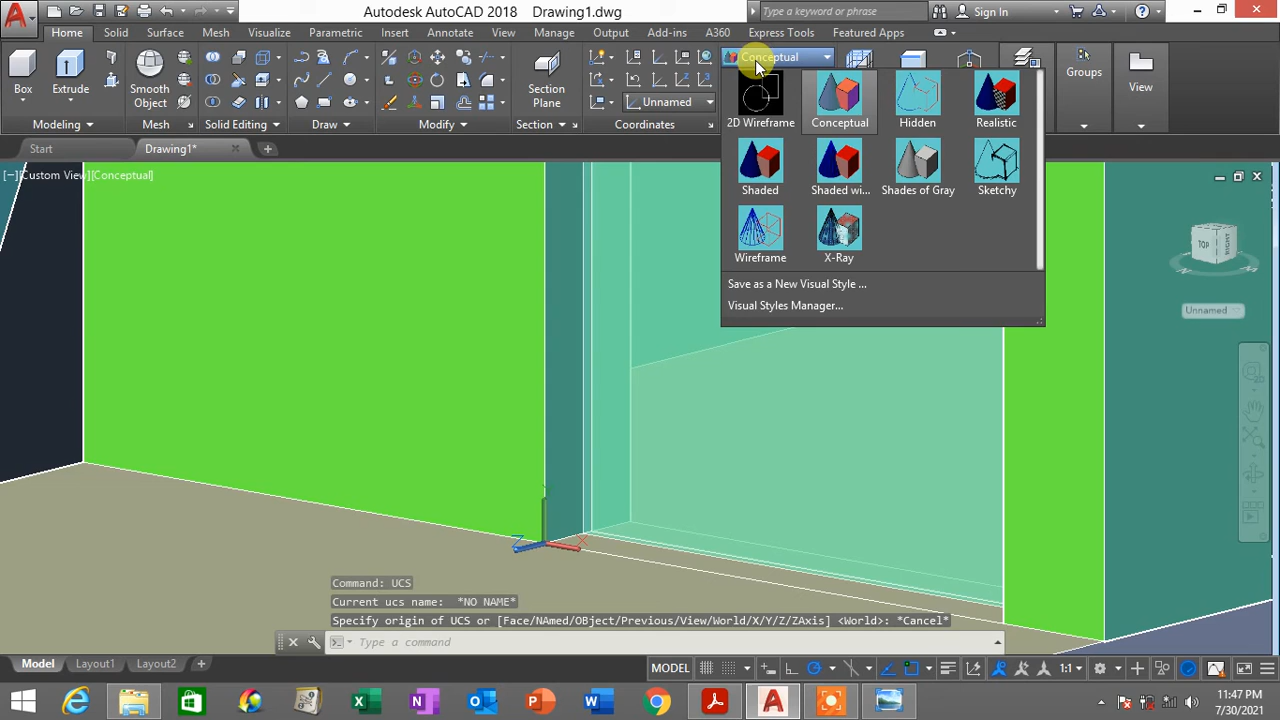 Autodesk AutoCAD 2018 Drawing1.dwg
Type a keyword or phrase
Sign In
Home Solid Surface Mesh Visualize Parametric Insert Annotate View Manage Output Add-ins A360 Express Tools Featured Apps
Box Extrude Smooth Object Section Plane Unnamed Groups View
Modeling Mesh Solid Editing Draw Modify Section Coordinates
Conceptual
2D Wireframe Conceptual Hidden Realistic
Shaded Shaded wi... Shades of Gray Sketchy
Wireframe X-Ray
Save as a New Visual Style ...
Visual Styles Manager...
Start Drawing1*
[−][Custom View][Conceptual]
RIGHT
Unnamed
Z X
Command: UCS
Current ucs name: *NO NAME*
Specify origin of UCS or [Face/NAmed/OBject/Previous/View/World/X/Y/Z/ZAxis] <World>: *Cancel*
Type a command
Model Layout1 Layout2
MODEL 1:1
11:47 PM
7/30/2021